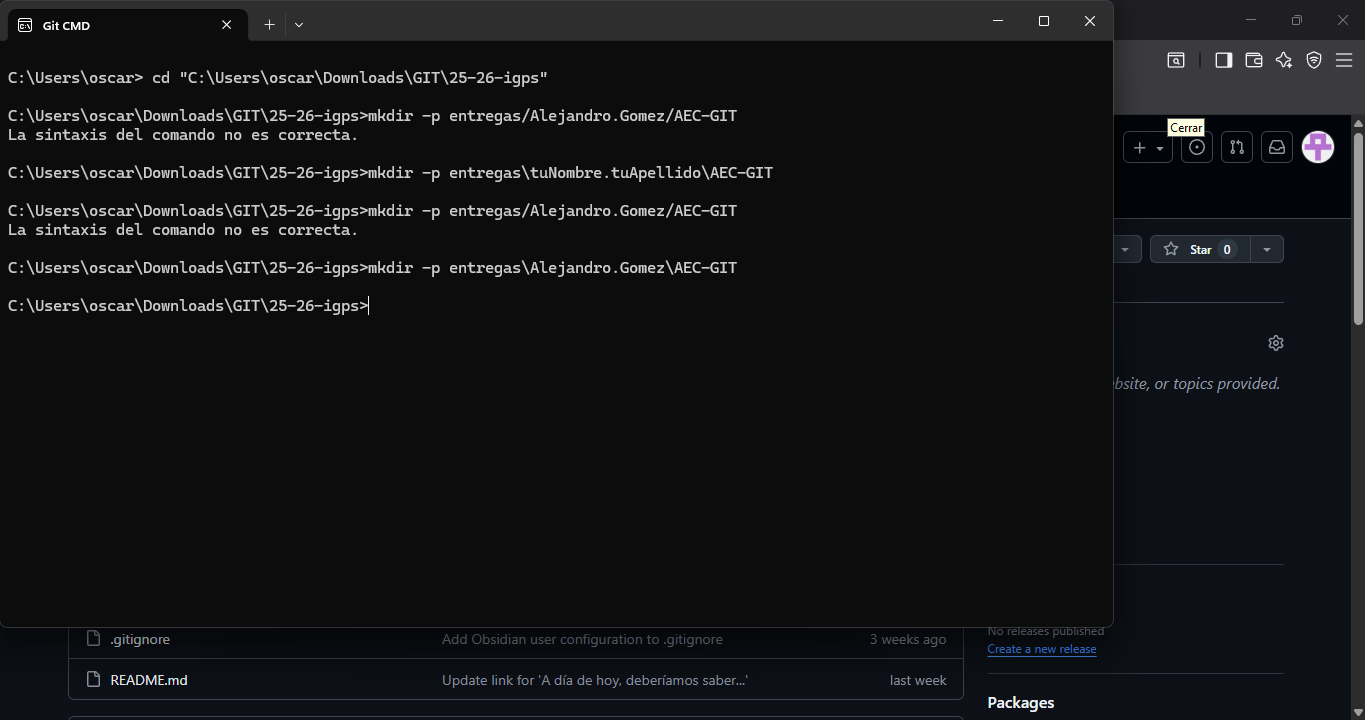 Git CMD
C:\Users\oscar> cd "C:\Users\oscar\Downloads\GIT\25-26-igps"
C:\Users\oscar\Downloads\GIT\25-26-igps>mkdir -p entregas/Alejandro.Gomez/AEC-GIT
La sintaxis del comando no es correcta.
C:\Users\oscar\Downloads\GIT\25-26-igps>mkdir -p entregas\tuNombre.tuApellido\AEC-GIT
C:\Users\oscar\Downloads\GIT\25-26-igps>mkdir -p entregas/Alejandro.Gomez/AEC-GIT
La sintaxis del comando no es correcta.
C:\Users\oscar\Downloads\GIT\25-26-igps>mkdir -p entregas\Alejandro.Gomez\AEC-GIT
C:\Users\oscar\Downloads\GIT\25-26-igps>
Cerrar
Star 0
website, or topics provided.
.gitignore Add Obsidian user configuration to .gitignore 3 weeks ago
README.md Update link for 'A día de hoy, deberíamos saber...' last week
No releases published
Create a new release
Packages